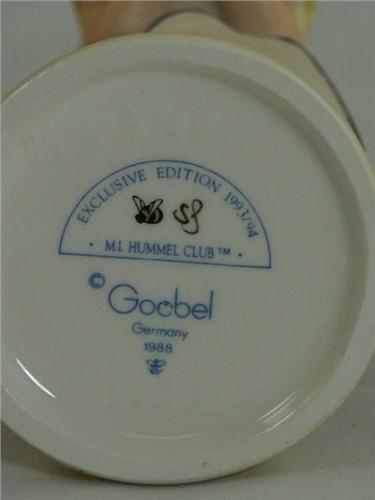 EXCLUSIVE EDITION 1993/94
• M.I. HUMMEL CLUB™ •
© Goebel
Germany
1988